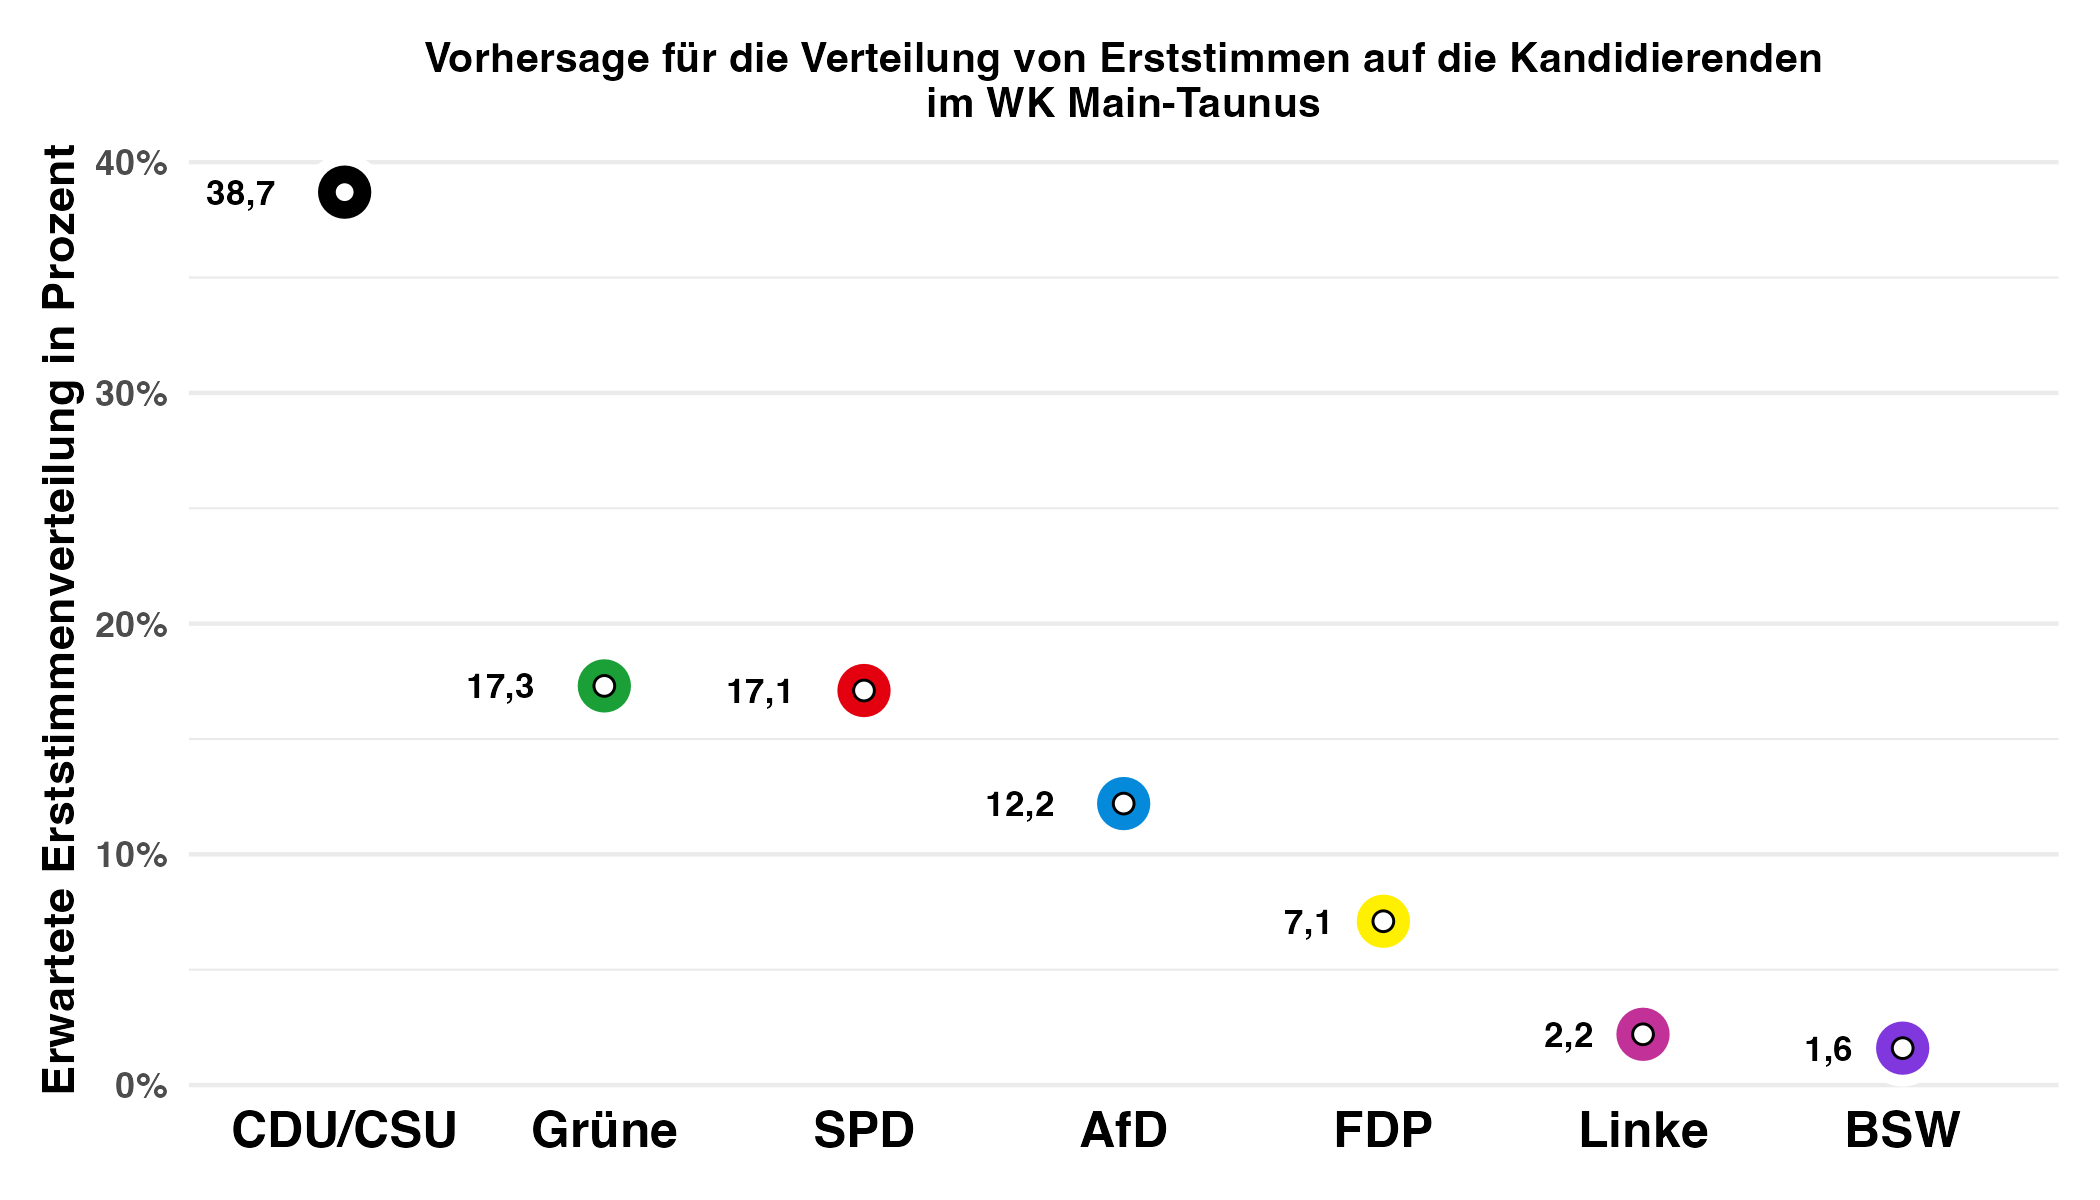 Vorhersage für die Verteilung von Erststimmen auf die Kandidierenden
im WK Main-Taunus
Erwartete Erststimmenverteilung in Prozent
40%
30%
20%
10%
0%
38,7
17,3
17,1
12,2
7,1
2,2
1,6
CDU/CSU
Grüne
SPD
AfD
FDP
Linke
BSW